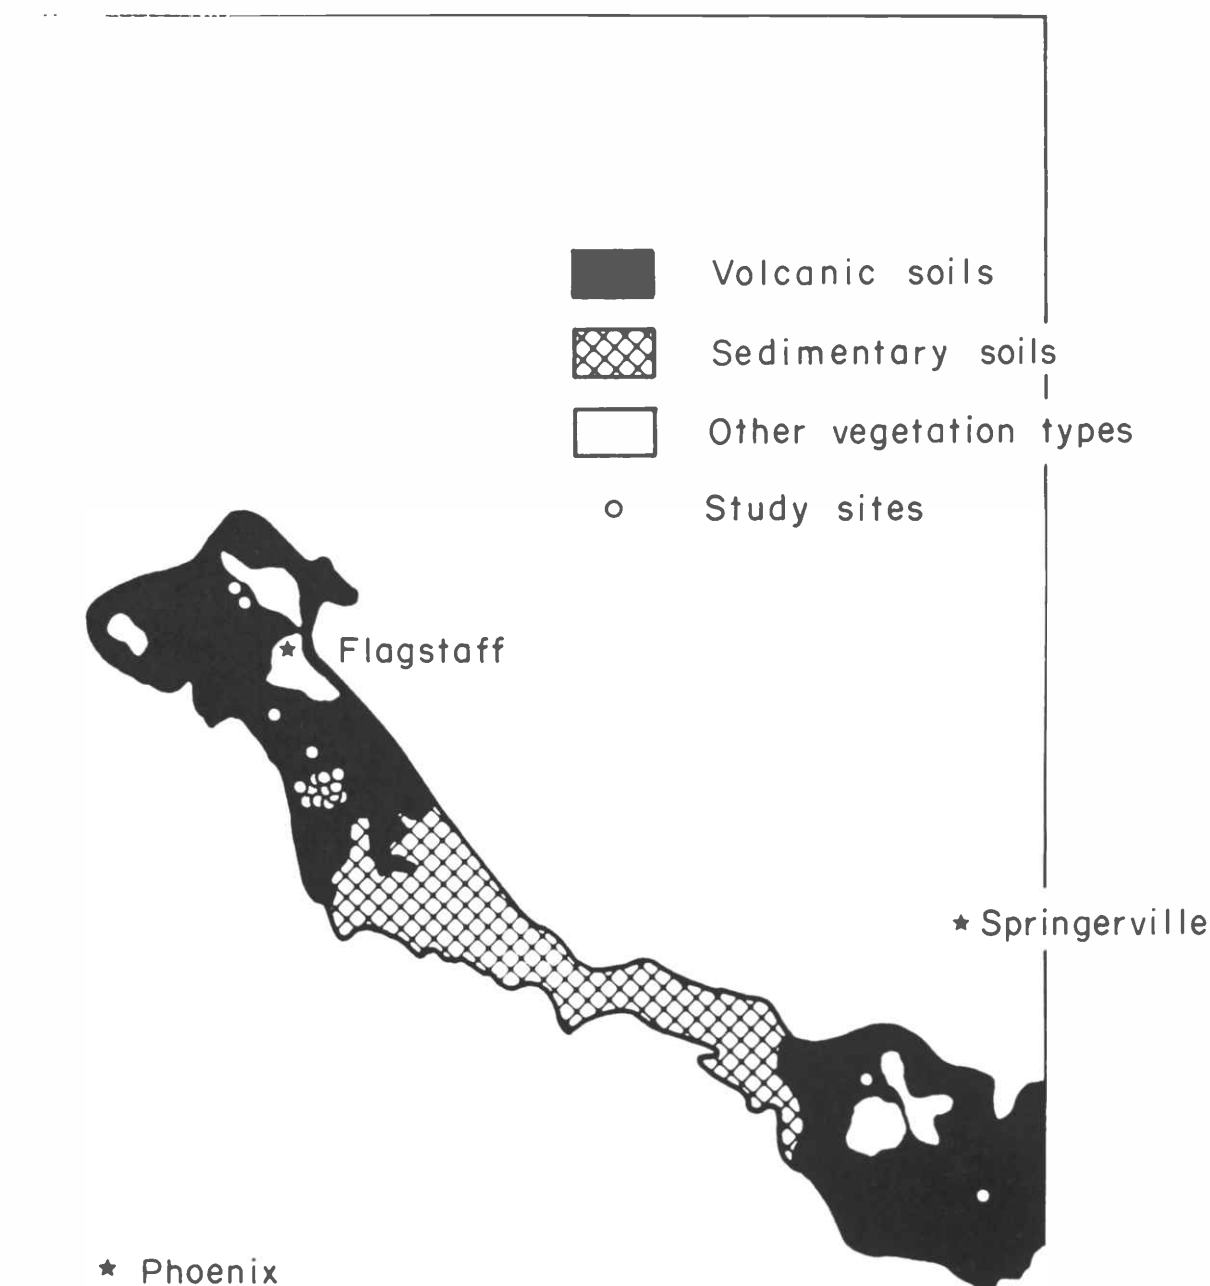 Volcanic soils
Sedimentary soils
Other vegetation types
Study sites
Flagstaff
Springerville
Phoenix